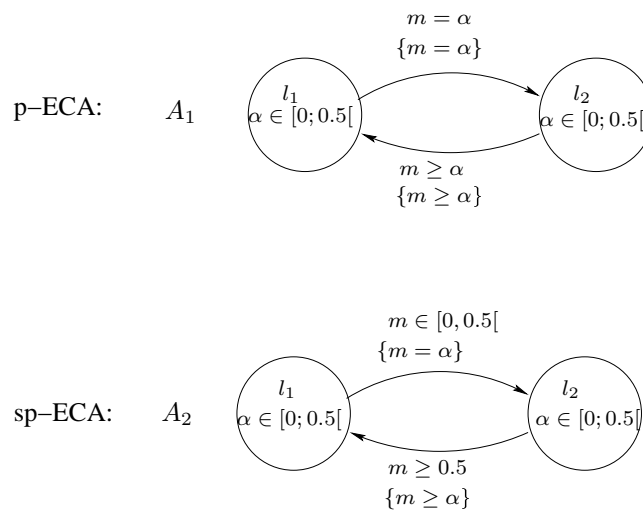 m = α
{m = α}
p–ECA: A₁
l₁
α ∈ [0; 0.5[
l₂
α ∈ [0; 0.5[
m ≥ α
{m ≥ α}
m ∈ [0, 0.5[
{m = α}
sp–ECA: A₂
l₁
α ∈ [0; 0.5[
l₂
α ∈ [0; 0.5[
m ≥ 0.5
{m ≥ α}